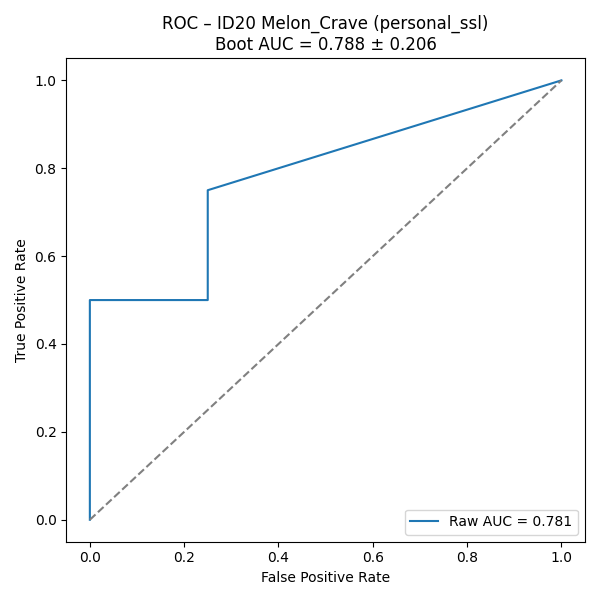 ROC – ID20 Melon_Crave (personal_ssl)
Boot AUC = 0.788 ± 0.206
True Positive Rate
1.0
0.8
0.6
0.4
0.2
0.0
Raw AUC = 0.781
0.0 0.2 0.4 0.6 0.8 1.0
False Positive Rate